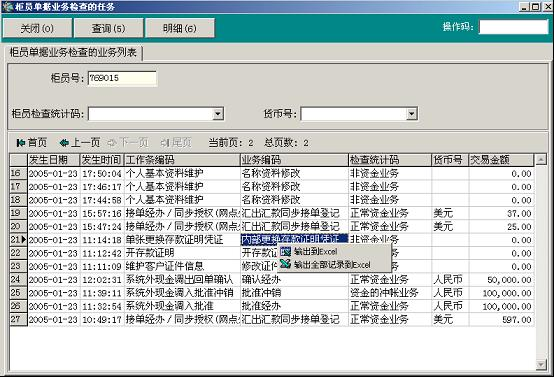 柜员单据业务检查的任务
关闭(0) 查询(5) 明细(6) 操作码:
柜员单据业务检查的业务列表
柜员号: 769015
柜员检查统计码: 货币号:
首页 上一页 下一页 尾页 当前页: 2 总页数: 2
发生日期 发生时间 工作条编码 业务编码 检查统计码 货币号 交易金额
16 2005-01-23 17:50:04 个人基本资料维护 名称资料修改 非资金业务 0.00
17 2005-01-23 17:46:17 个人基本资料维护 名称资料修改 非资金业务 0.00
18 2005-01-23 17:44:58 个人基本资料维护 名称资料修改 非资金业务 0.00
19 2005-01-23 15:57:16 接单经办/同步授权(网点 汇出汇款同步接单登记 正常资金业务 美元 37.00
20 2005-01-23 15:47:24 接单经办/同步授权(网点 汇出汇款同步接单登记 正常资金业务 美元 25.00
21 2005-01-23 11:14:18 单张更换存款证明凭证 内部更换存款证明凭证 非资金业务 0.00
22 2005-01-23 11:12:42 开存款证明 开存款证 0.00
输出到Excel
23 2005-01-23 11:11:09 维护客户证件信息 修改证件 0.00
输出全部记录到Excel
24 2005-01-23 12:02:31 系统外现金调出回单确认 确认经办 正常资金业务 人民币 50,000.00
25 2005-01-23 11:39:11 系统外现金调入批准冲销 批准冲销 资金的冲帐业务 人民币 100,000.00
26 2005-01-23 11:32:54 系统外现金调入批准 批准经办 正常资金业务 人民币 100,000.00
27 2005-01-23 10:49:17 接单经办/同步授权(网点 汇出汇款同步接单登记 正常资金业务 美元 597.00